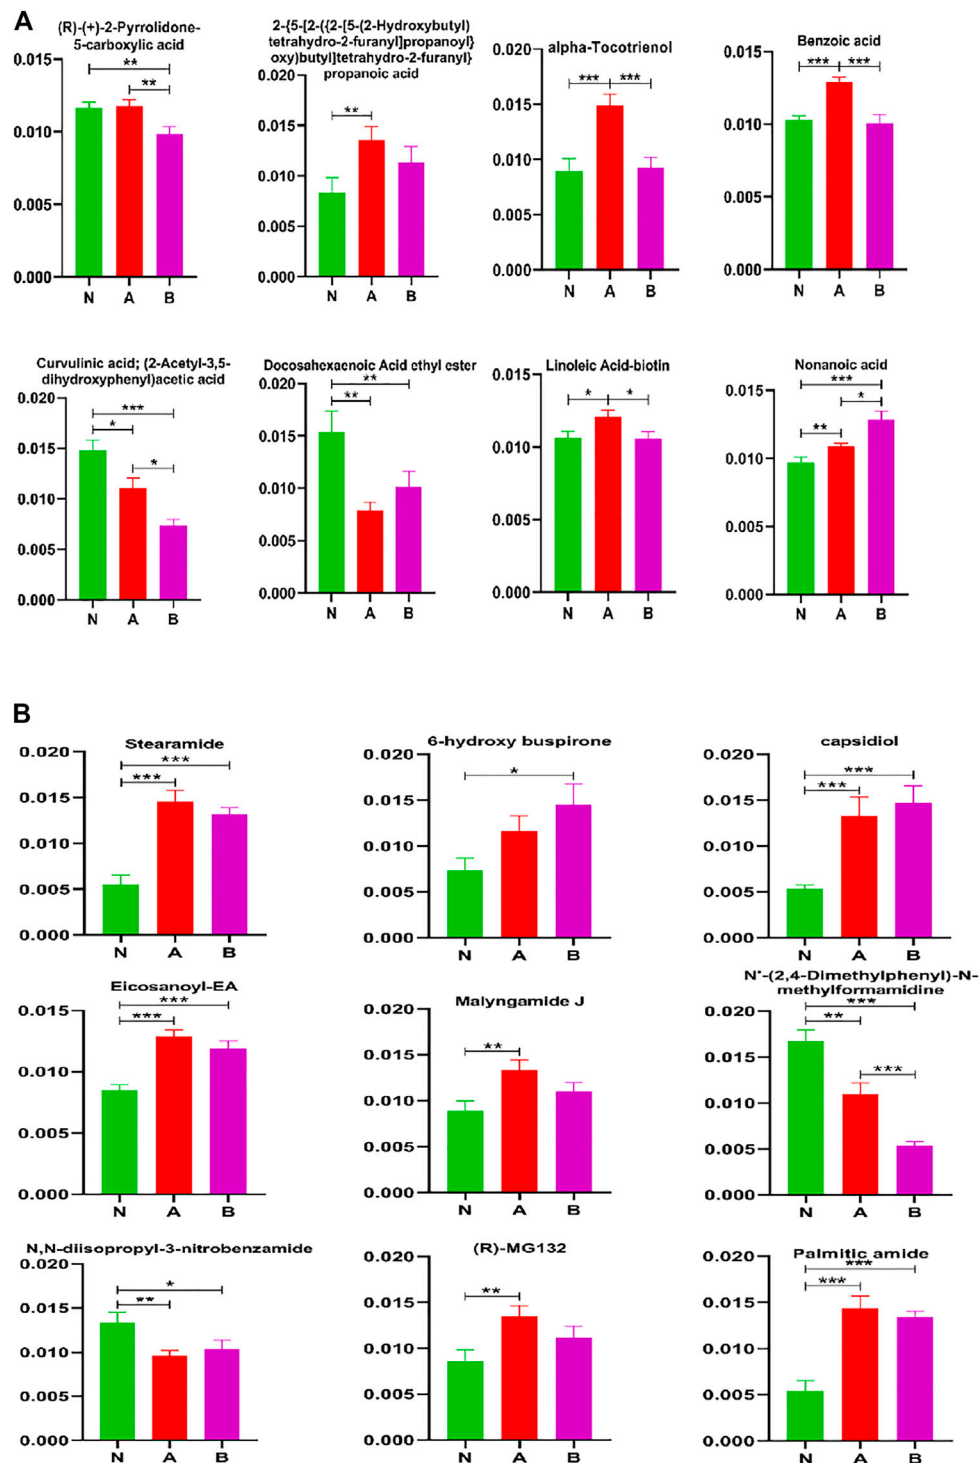 A
(R)-(+)-2-Pyrrolidone-
5-carboxylic acid
0.015
0.010
0.005
0.000
**
**
N A B
2-{5-[2-({2-[5-(2-Hydroxybutyl)
tetrahydro-2-furanyl]propanoyl}
oxy)butyl]tetrahydro-2-furanyl}
propanoic acid
0.020
0.015
0.010
0.005
0.000
**
N A B
alpha-Tocotrienol
0.020
0.015
0.010
0.005
0.000
*** ***
N A B
Benzoic acid
0.015
0.010
0.005
0.000
*** ***
N A B
Curvulinic acid; (2-Acetyl-3,5-
dihydroxyphenyl)acetic acid
0.020
0.015
0.010
0.005
0.000
***
*
*
N A B
Docosahexaenoic Acid ethyl ester
0.020
0.015
0.010
0.005
0.000
**
**
N A B
Linoleic Acid-biotin
0.015
0.010
0.005
0.000
* *
N A B
Nonanoic acid
0.015
0.010
0.005
0.000
***
*
**
N A B
B
Stearamide
0.020
0.015
0.010
0.005
0.000
***
***
N A B
6-hydroxy buspirone
0.020
0.015
0.010
0.005
0.000
*
N A B
capsidiol
0.020
0.015
0.010
0.005
0.000
***
***
N A B
Eicosanoyl-EA
0.015
0.010
0.005
0.000
***
***
N A B
Malyngamide J
0.020
0.015
0.010
0.005
0.000
**
N A B
N'-(2,4-Dimethylphenyl)-N-
methylformamidine
0.020
0.015
0.010
0.005
0.000
***
**
***
N A B
N,N-diisopropyl-3-nitrobenzamide
0.020
0.015
0.010
0.005
0.000
*
**
N A B
(R)-MG132
0.020
0.015
0.010
0.005
0.000
**
N A B
Palmitic amide
0.020
0.015
0.010
0.005
0.000
***
***
N A B